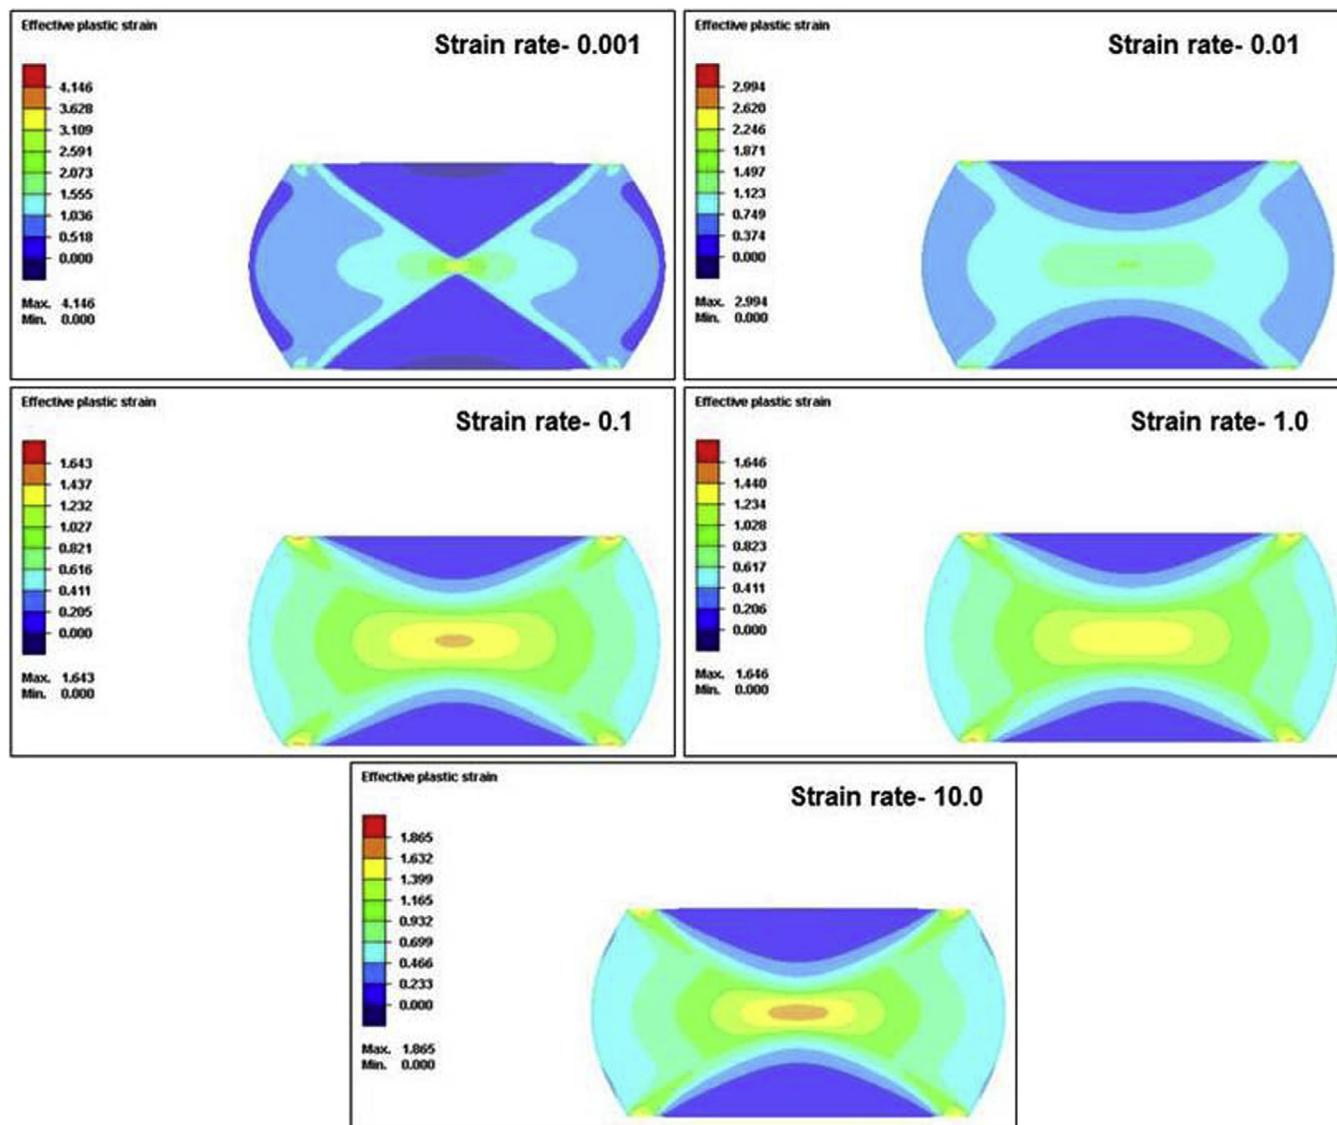 Effective plastic strain
Strain rate- 0.001
4.146
3.628
3.109
2.591
2.073
1.555
1.036
0.518
0.000
Max. 4.146
Min. 0.000
Effective plastic strain
Strain rate- 0.01
2.994
2.620
2.246
1.871
1.497
1.123
0.749
0.374
0.000
Max. 2.994
Min. 0.000
Effective plastic strain
Strain rate- 0.1
1.643
1.437
1.232
1.027
0.821
0.616
0.411
0.205
0.000
Max. 1.643
Min. 0.000
Effective plastic strain
Strain rate- 1.0
1.646
1.440
1.234
1.028
0.823
0.617
0.411
0.206
0.000
Max. 1.646
Min. 0.000
Effective plastic strain
Strain rate- 10.0
1.865
1.632
1.399
1.165
0.932
0.699
0.466
0.233
0.000
Max. 1.865
Min. 0.000